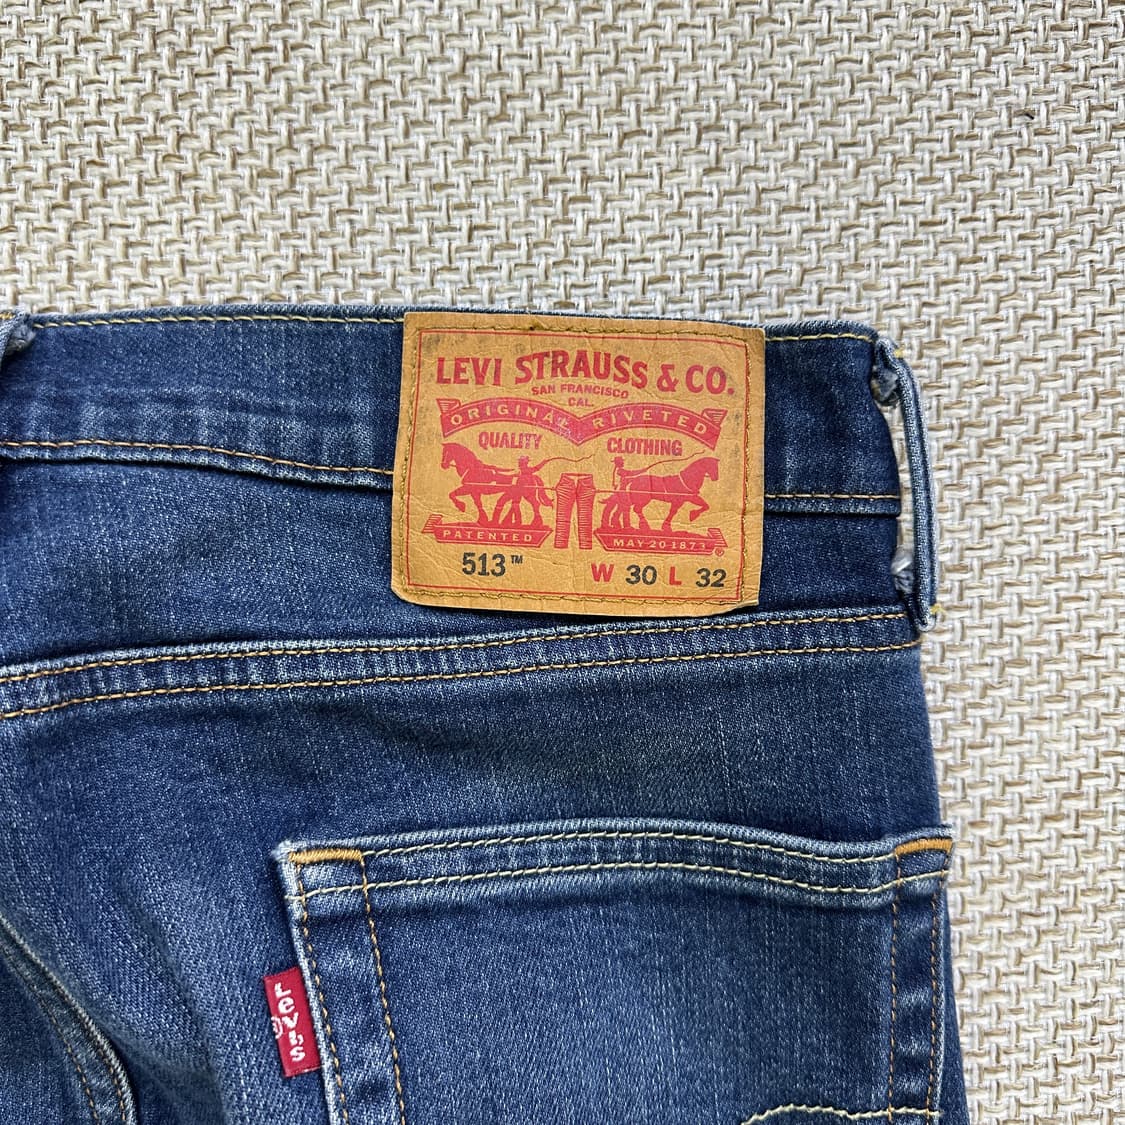 LEVI STRAUSS & CO.
SAN FRANCISCO
CAL.
ORIGINAL RIVETED
QUALITY CLOTHING
PATENTED MAY 20 1873 ®
513™ W 30 L 32
Levi's ®